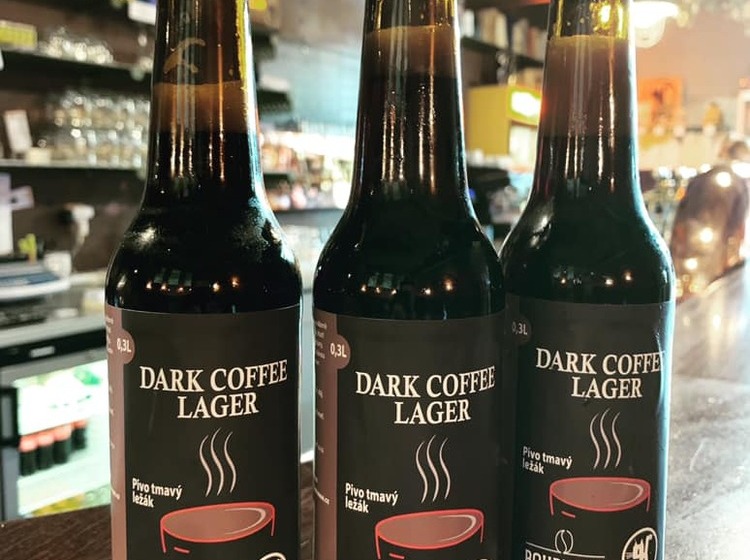 0,3L
DARK COFFEE
LAGER
Pivo tmavý
ležák
0,3L
DARK COFFEE
LAGER
Pivo tmavý
ležák
0,3L
DARK COFFEE
LAGER
Pivo tmavý
ležák